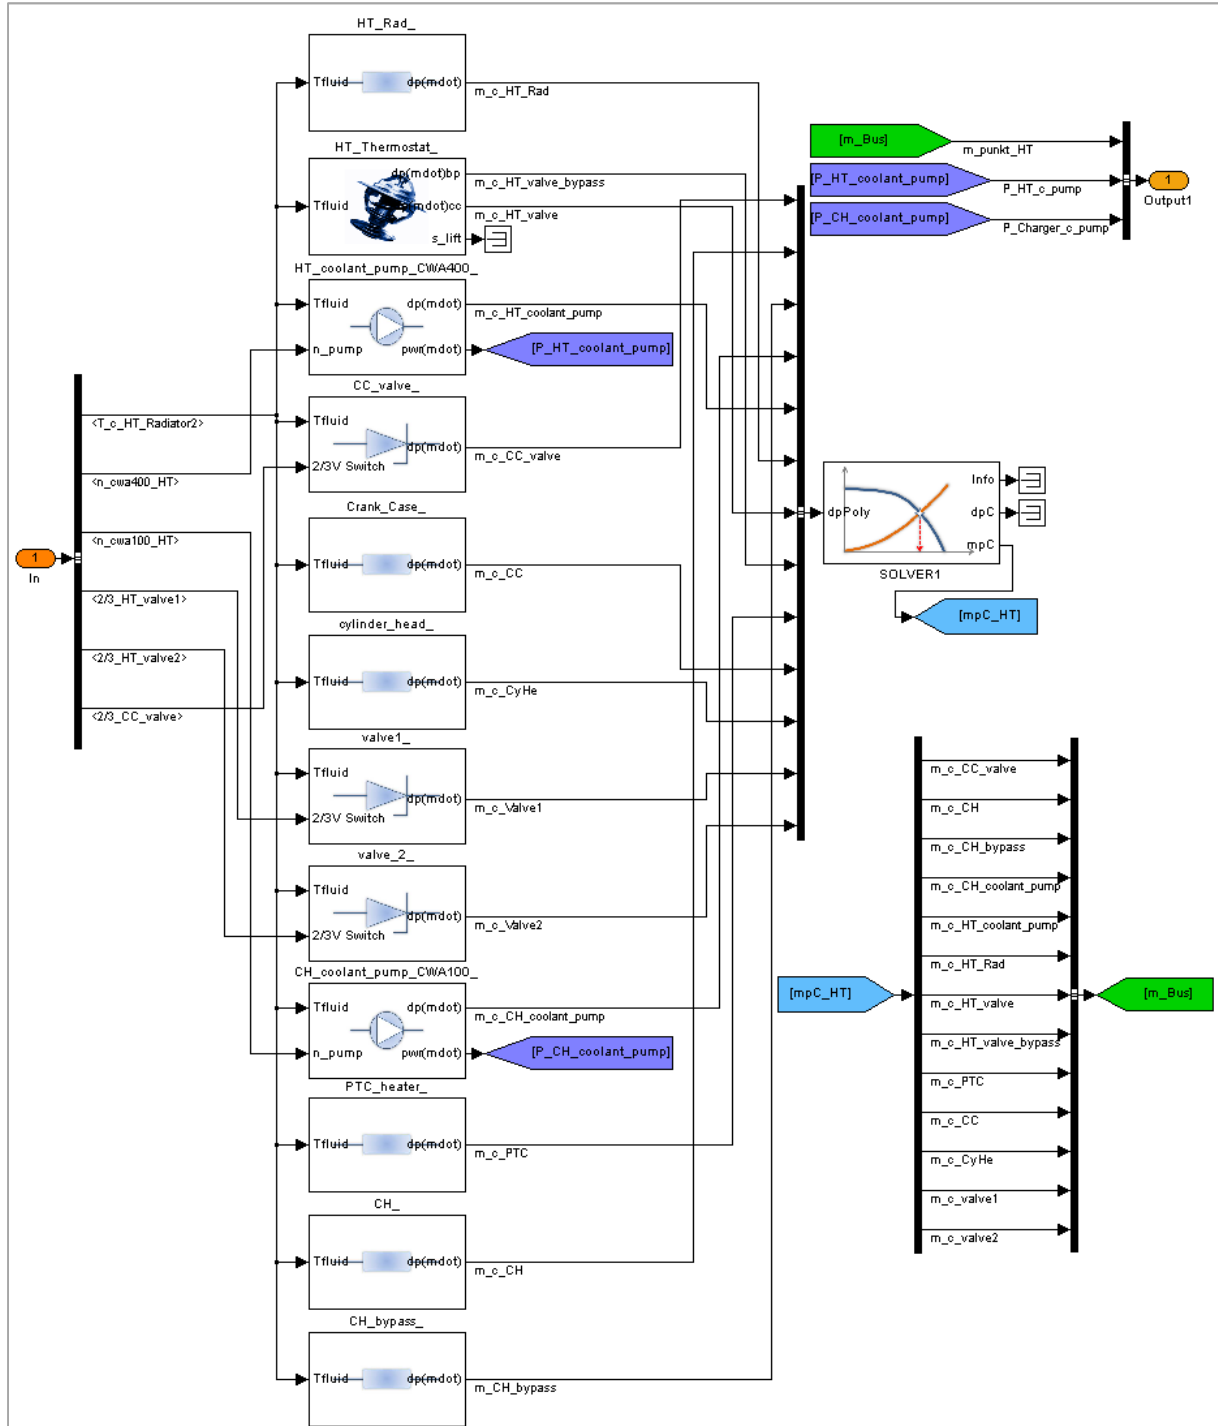 HT_Rad_
Tfluid
dp(mdot)
m_c_HT_Rad
HT_Thermostat_
dp(mdot)bp
m_c_HT_valve_bypass
Tfluid
(mdot)cc
m_c_HT_valve
s_lift
HT_coolant_pump_CWA400_
Tfluid
dp(mdot)
m_c_HT_coolant_pump
n_pump
pwr(mdot)
[P_HT_coolant_pump]
CC_valve_
Tfluid
dp(mdot)
m_c_CC_valve
2/3V Switch
Crank_Case_
Tfluid
dp(mdot)
m_c_CC
cylinder_head_
Tfluid
dp(mdot)
m_c_CyHe
valve1_
Tfluid
dp(mdot)
m_c_Valve1
2/3V Switch
valve_2_
Tfluid
dp(mdot)
m_c_Valve2
2/3V Switch
CH_coolant_pump_CWA100_
Tfluid
dp(mdot)
m_c_CH_coolant_pump
n_pump
pwr(mdot)
[P_CH_coolant_pump]
PTC_heater_
Tfluid
dp(mdot)
m_c_PTC
CH_
Tfluid
dp(mdot)
m_c_CH
CH_bypass_
Tfluid
dp(mdot)
m_CH_bypass
1
In
<T_c_HT_Radiator2>
<n_cwa400_HT>
<n_cwa100_HT>
<2/3_HT_valve1>
<2/3_HT_valve2>
<2/3_CC_valve>
[m_Bus]
m_punkt_HT
[P_HT_coolant_pump]
P_HT_c_pump
[P_CH_coolant_pump]
P_Charger_c_pump
1
Output1
dpPoly
Info
dpC
mpC
SOLVER1
[mpC_HT]
[mpC_HT]
m_c_CC_valve
m_c_CH
m_c_CH_bypass
m_c_CH_coolant_pump
m_c_HT_coolant_pump
m_c_HT_Rad
m_c_HT_valve
m_c_HT_valve_bypass
m_c_PTC
m_c_CC
m_c_CyHe
m_c_valve1
m_c_valve2
[m_Bus]